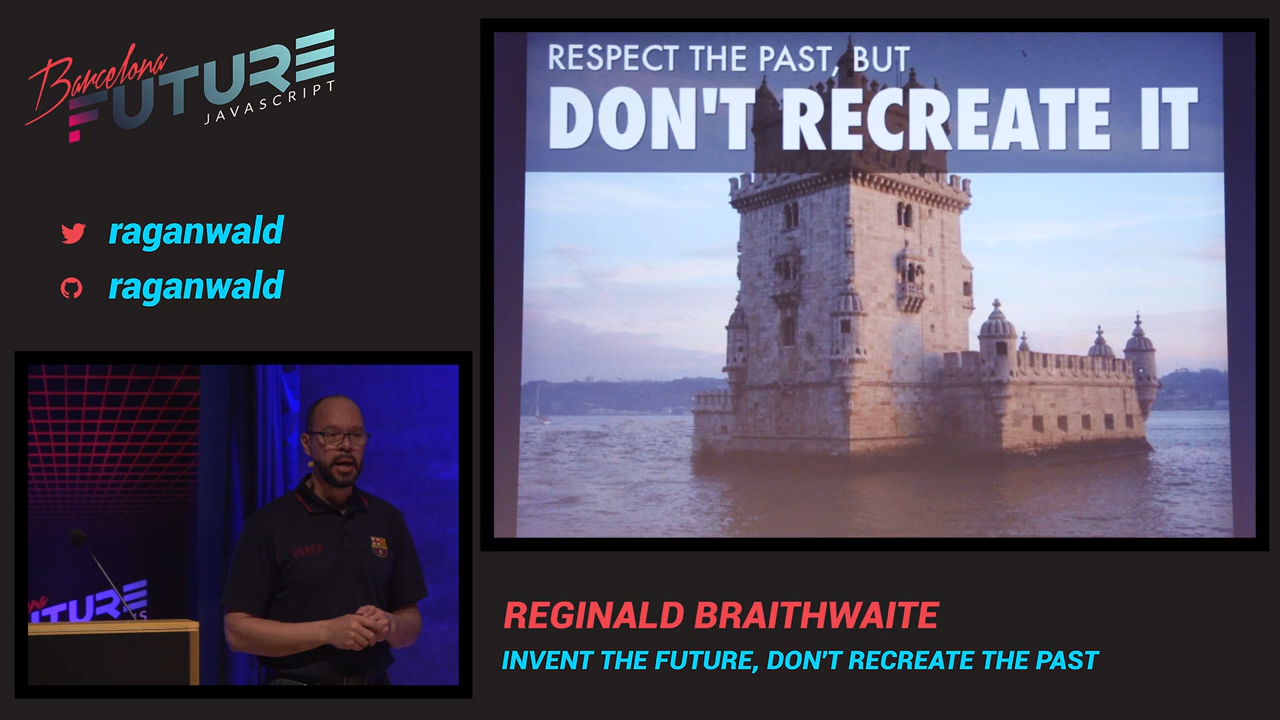 Barcelona
FUTURE
JAVASCRIPT
raganwald
raganwald
RESPECT THE PAST, BUT
DON'T RECREATE IT
UTURE
REGINALD BRAITHWAITE
INVENT THE FUTURE, DON'T RECREATE THE PAST